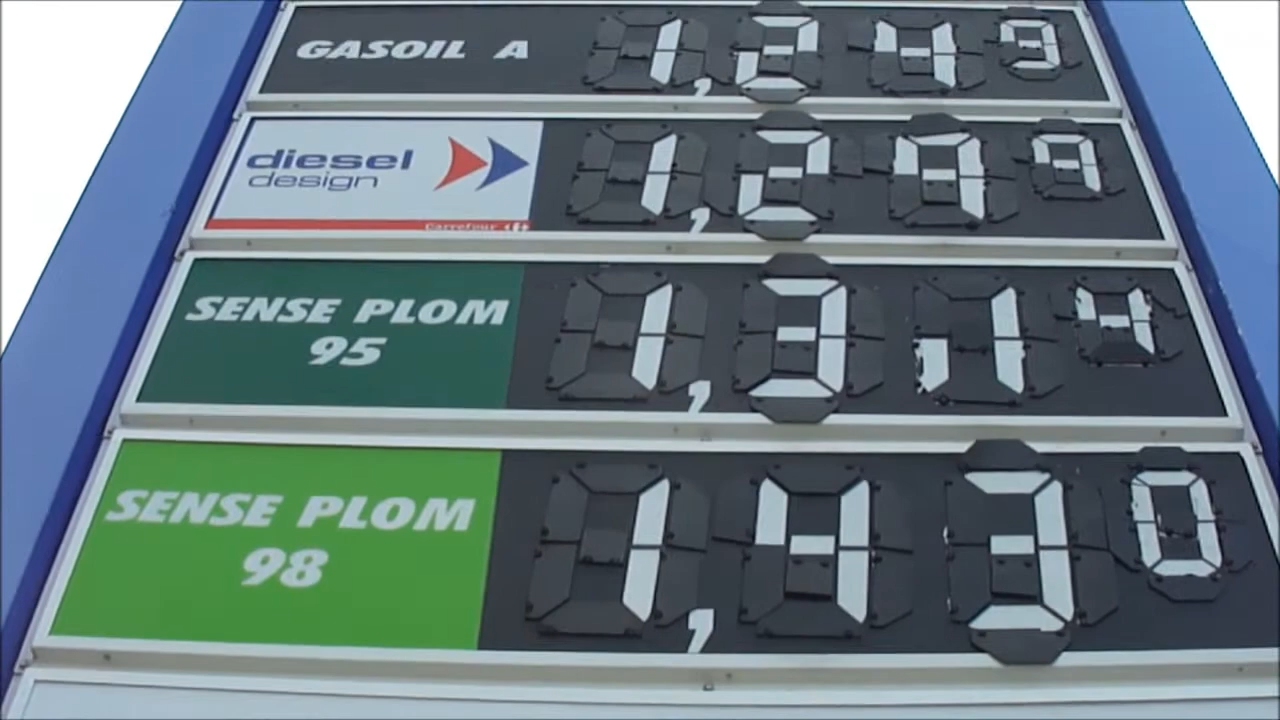 GASOIL A 1,249
diesel
design
Carrefour
1,299
SENSE PLOM
95
1,314
SENSE PLOM
98
1,430